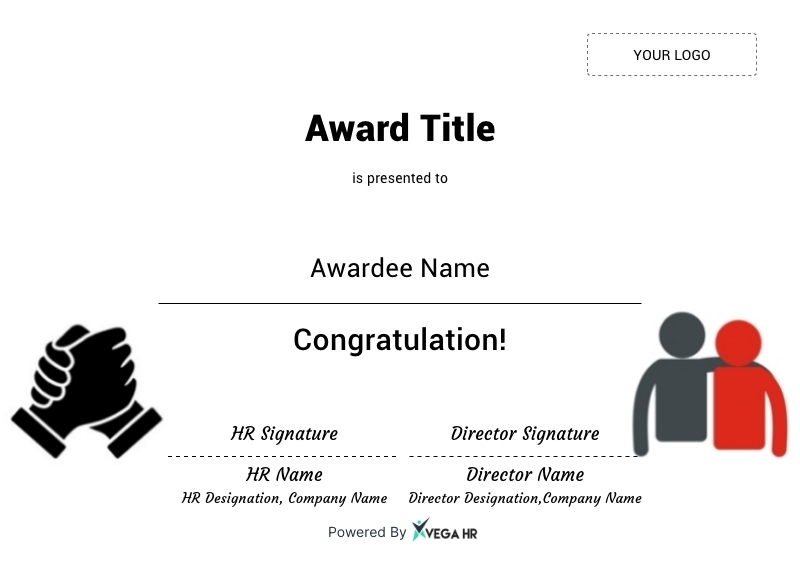 YOUR LOGO
Award Title
is presented to
Awardee Name
Congratulation!
HR Signature
Director Signature
HR Name
Director Name
HR Designation, Company Name
Director Designation,Company Name
Powered By VEGA HR